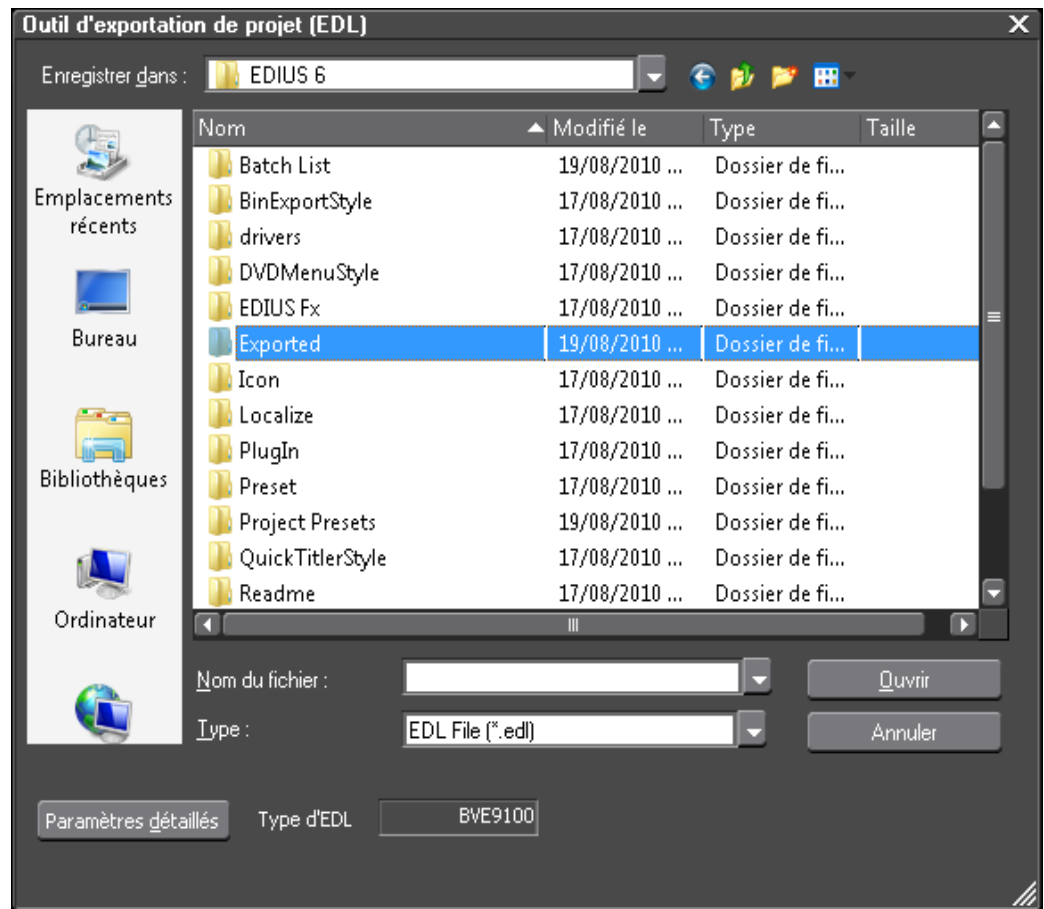 Outil d'exportation de projet (EDL)
Enregistrer dans : EDIUS 6
Emplacements récents
Bureau
Bibliothèques
Ordinateur
Nom Modifié le Type Taille
Batch List 19/08/2010 ... Dossier de fi...
BinExportStyle 17/08/2010 ... Dossier de fi...
drivers 17/08/2010 ... Dossier de fi...
DVDMenuStyle 17/08/2010 ... Dossier de fi...
EDIUS Fx 17/08/2010 ... Dossier de fi...
Exported 19/08/2010 ... Dossier de fi...
Icon 17/08/2010 ... Dossier de fi...
Localize 17/08/2010 ... Dossier de fi...
PlugIn 17/08/2010 ... Dossier de fi...
Preset 17/08/2010 ... Dossier de fi...
Project Presets 19/08/2010 ... Dossier de fi...
QuickTitlerStyle 17/08/2010 ... Dossier de fi...
Readme 17/08/2010 ... Dossier de fi...
Nom du fichier : Ouvrir
Type : EDL File (*.edl) Annuler
Paramètres détaillés Type d'EDL BVE9100